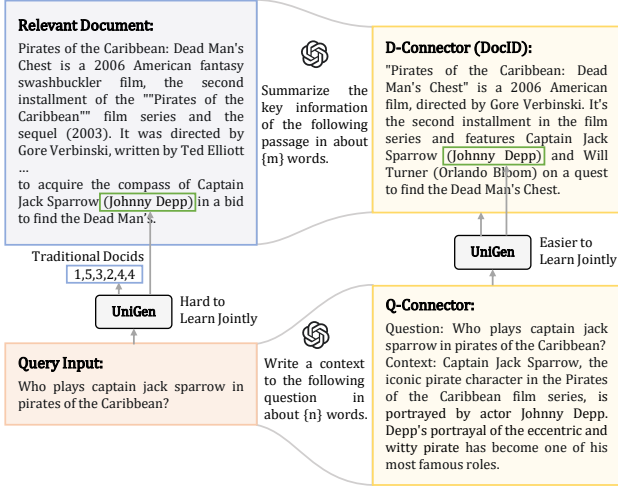 Relevant Document:
Pirates of the Caribbean: Dead Man's
Chest is a 2006 American fantasy
swashbuckler film, the second
installment of the ""Pirates of the
Caribbean"" film series and the
sequel (2003). It was directed by
Gore Verbinski, written by Ted Elliott
...
to acquire the compass of Captain
Jack Sparrow (Johnny Depp) in a bid
to find the Dead Man's.
Traditional Docids
1,5,3,2,4,4
UniGen
Hard to
Learn Jointly
Query Input:
Who plays captain jack sparrow in
pirates of the Caribbean?
Summarize the
key information
of the following
passage in about
{m} words.
Write a context
to the following
question in
about {n} words.
D-Connector (DocID):
"Pirates of the Caribbean: Dead
Man's Chest" is a 2006 American
film, directed by Gore Verbinski. It's
the second installment in the film
series and features Captain Jack
Sparrow (Johnny Depp) and Will
Turner (Orlando Bloom) on a quest
to find the Dead Man's Chest.
UniGen
Easier to
Learn Jointly
Q-Connector:
Question: Who plays captain jack
sparrow in pirates of the Caribbean?
Context: Captain Jack Sparrow, the
iconic pirate character in the Pirates
of the Caribbean film series, is
portrayed by actor Johnny Depp.
Depp's portrayal of the eccentric and
witty pirate has become one of his
most famous roles.